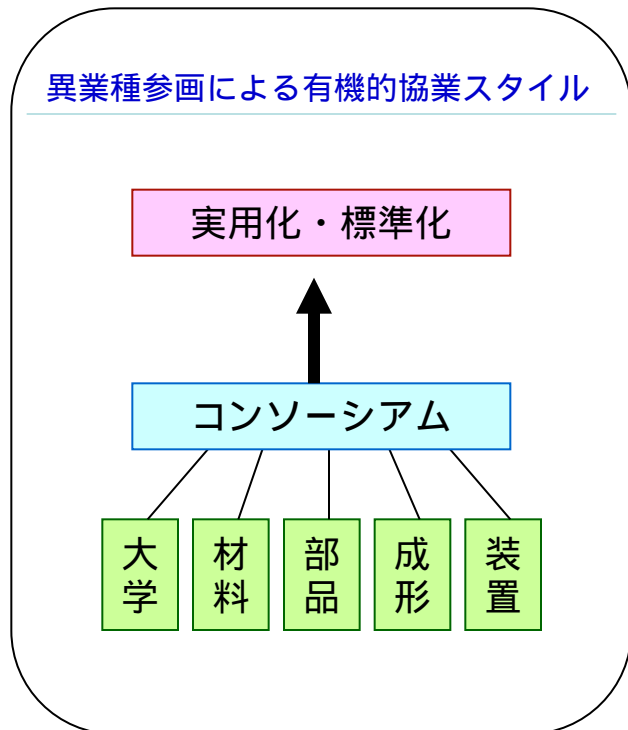 異業種参画による有機的協業スタイル
実用化・標準化
コンソーシアム
大学
材料
部品
成形
装置